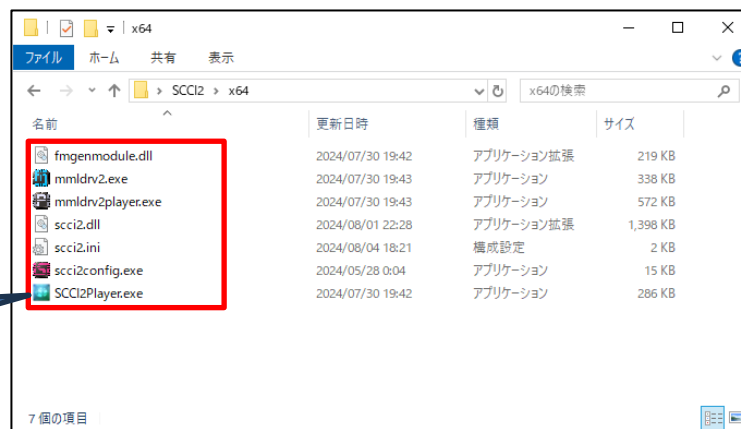 x64
ファイル ホーム 共有 表示
SCCI2 › x64 x64の検索
名前 更新日時 種類 サイズ
fmgenmodule.dll 2024/07/30 19:42 アプリケーション拡張 219 KB
mmldrv2.exe 2024/07/30 19:43 アプリケーション 338 KB
mmldrv2player.exe 2024/07/30 19:43 アプリケーション 572 KB
scci2.dll 2024/08/01 22:28 アプリケーション拡張 1,398 KB
scci2.ini 2024/08/04 18:21 構成設定 2 KB
scci2config.exe 2024/05/28 0:04 アプリケーション 15 KB
SCCI2Player.exe 2024/07/30 19:42 アプリケーション 286 KB
7 個の項目